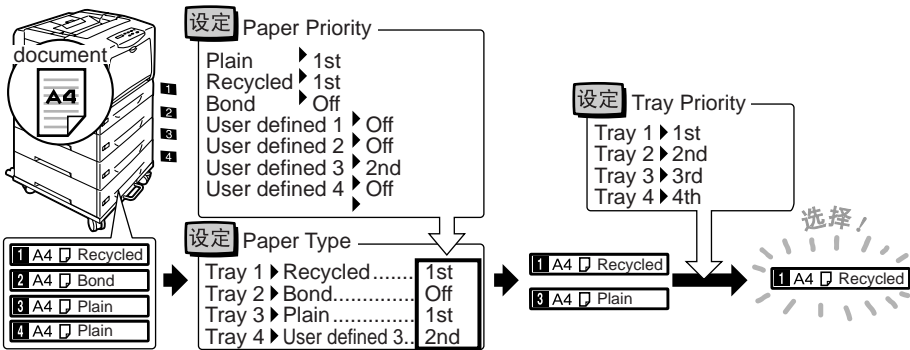 document
A4
1
2
3
4
1 A4 Recycled
2 A4 Bond
3 A4 Plain
4 A4 Plain
设定 Paper Priority
Plain 1st
Recycled 1st
Bond Off
User defined 1 Off
User defined 2 Off
User defined 3 2nd
User defined 4 Off
设定 Paper Type
Tray 1 Recycled....... 1st
Tray 2 Bond.............. Off
Tray 3 Plain.............. 1st
Tray 4 User defined 3.. 2nd
1 A4 Recycled
3 A4 Plain
设定 Tray Priority
Tray 1 1st
Tray 2 2nd
Tray 3 3rd
Tray 4 4th
选择!
1 A4 Recycled